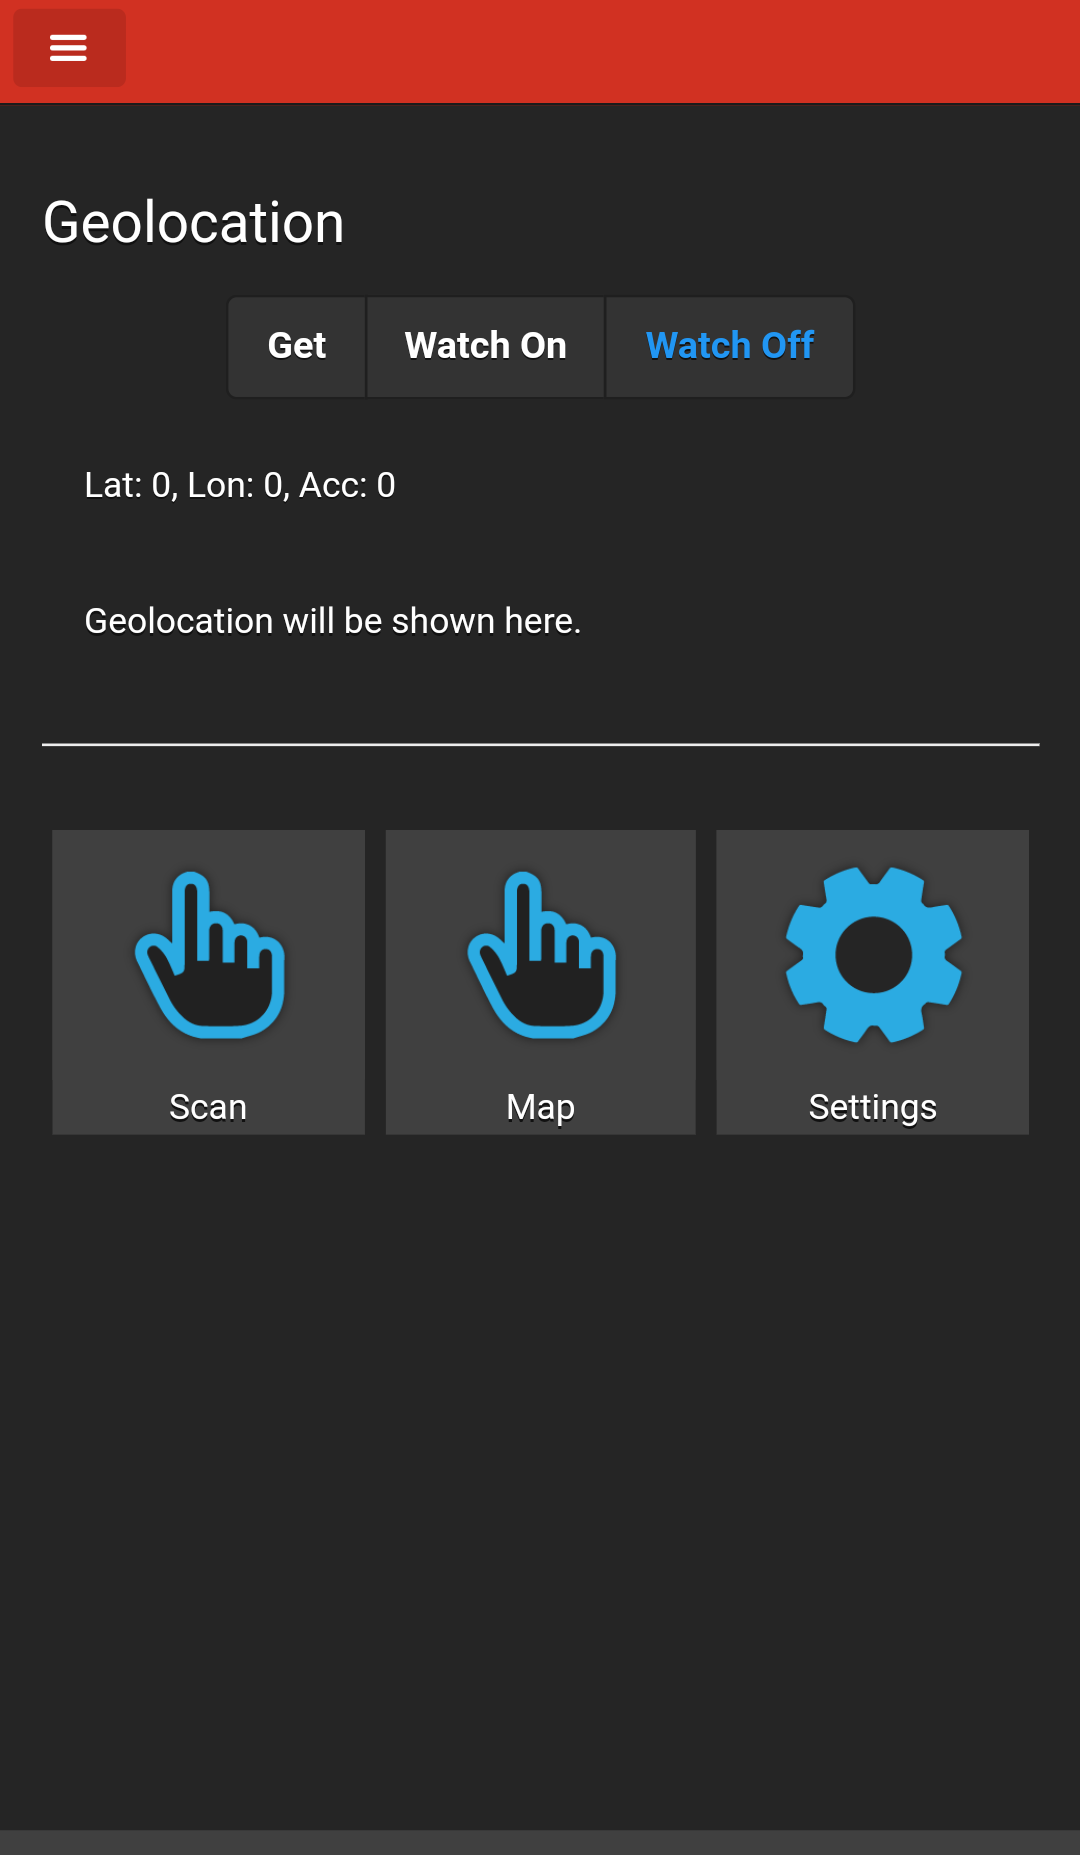 Geolocation
Get Watch On Watch Off
Lat: 0, Lon: 0, Acc: 0
Geolocation will be shown here.
Scan Map Settings